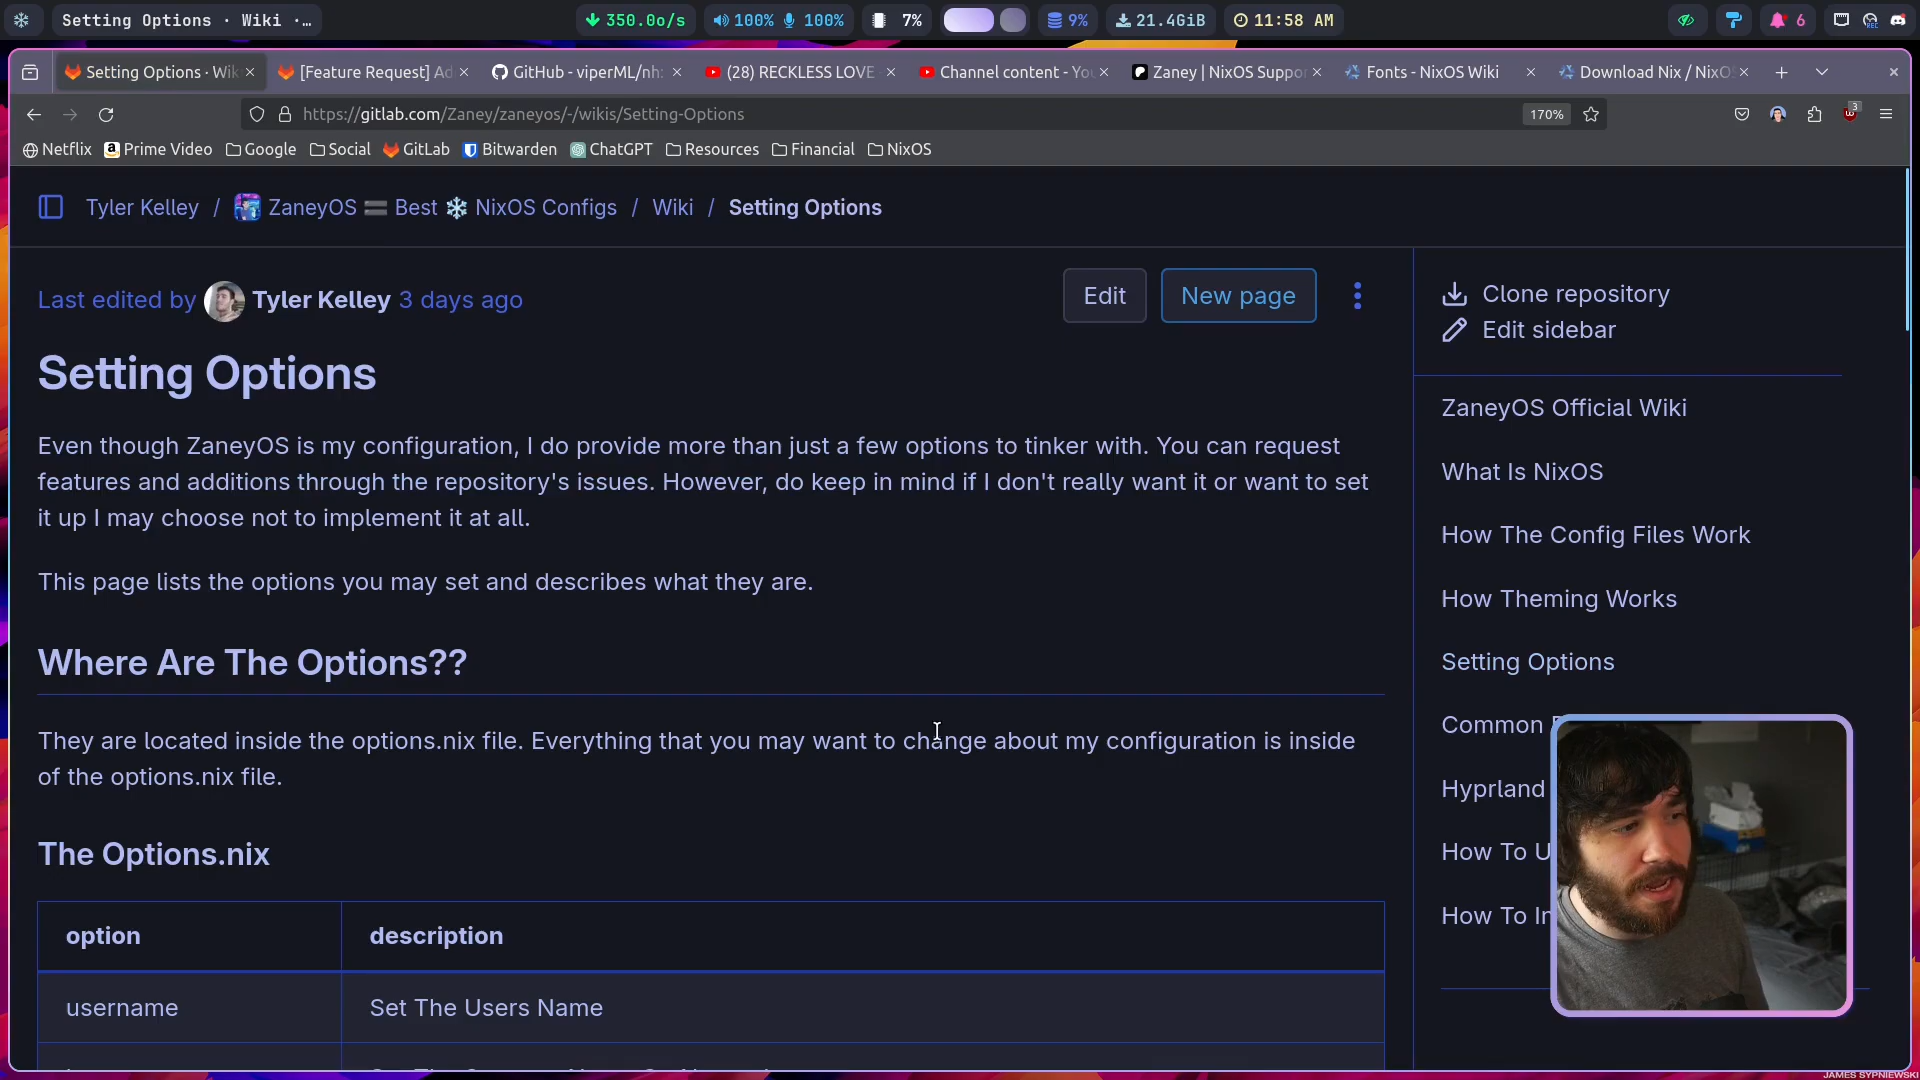 Setting Options · Wiki ·…
350.0o/s
100% 100%
7%
9%
21.4GiB
11:58 AM
6
Setting Options · Wik
[Feature Request] Ad
GitHub - viperML/nh:
(28) RECKLESS LOVE
Channel content - You
Zaney | NixOS Suppor
Fonts - NixOS Wiki
Download Nix / NixOS
https://gitlab.com/Zaney/zaneyos/-/wikis/Setting-Options
170%
3
Netflix
Prime Video
Google
Social
GitLab
Bitwarden
ChatGPT
Resources
Financial
NixOS
Tyler Kelley / ZaneyOS 🟰 Best ❄️ NixOS Configs / Wiki / Setting Options
Last edited by Tyler Kelley 3 days ago
Edit
New page
Setting Options
Even though ZaneyOS is my configuration, I do provide more than just a few options to tinker with. You can request
features and additions through the repository's issues. However, do keep in mind if I don't really want it or want to set
it up I may choose not to implement it at all.
This page lists the options you may set and describes what they are.
Where Are The Options??
They are located inside the options.nix file. Everything that you may want to change about my configuration is inside
of the options.nix file.
The Options.nix
option description
username Set The Users Name
Clone repository
Edit sidebar
ZaneyOS Official Wiki
What Is NixOS
How The Config Files Work
How Theming Works
Setting Options
Common
Hyprland
How To U
How To In
JAMES SYPNIEWSKI